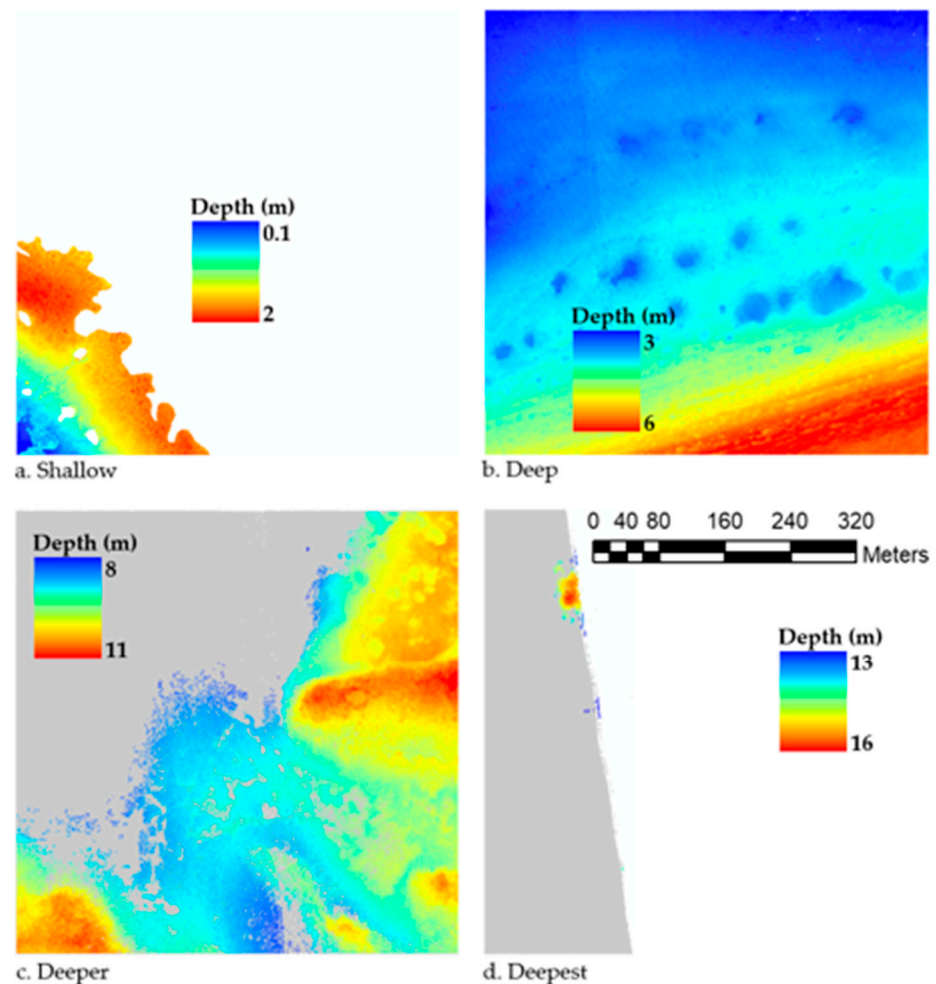 Depth (m)
0.1
2
a. Shallow
Depth (m)
3
6
b. Deep
Depth (m)
8
11
c. Deeper
0 40 80 160 240 320
Meters
Depth (m)
13
16
d. Deepest